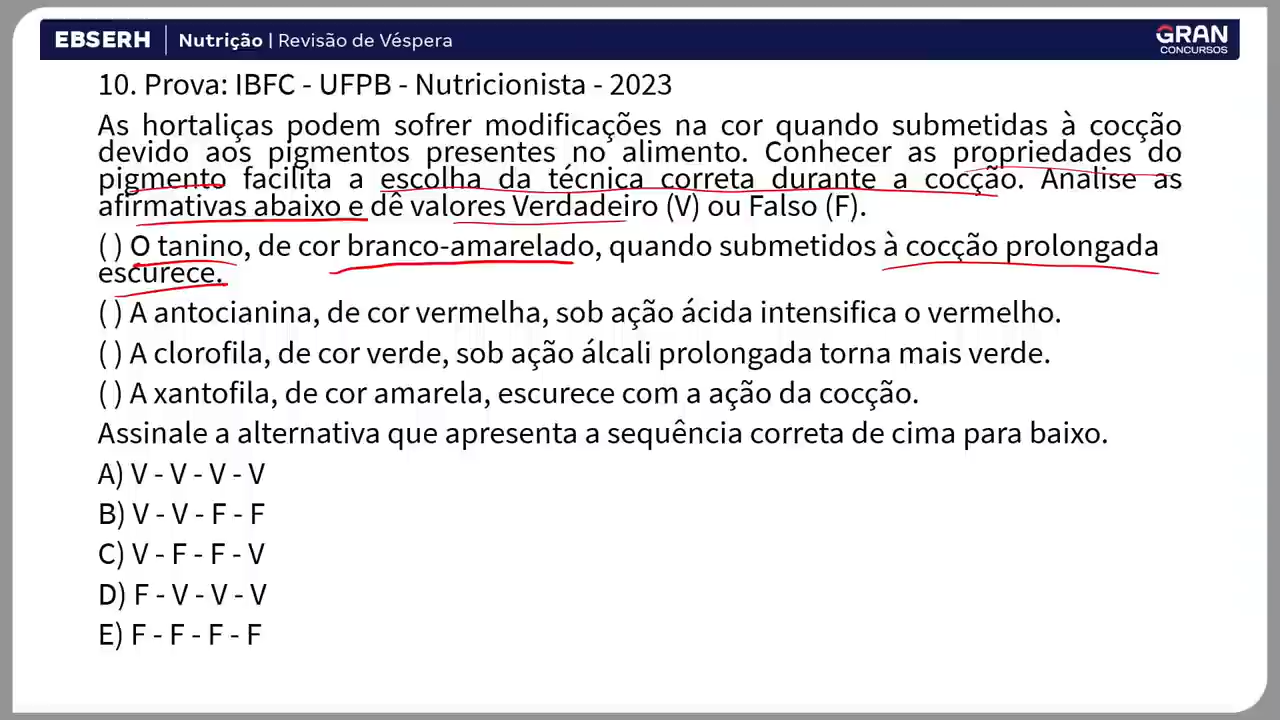 EBSERH | Nutrição | Revisão de Véspera
GRAN
CONCURSOS
10. Prova: IBFC - UFPB - Nutricionista - 2023
As hortaliças podem sofrer modificações na cor quando submetidas à cocção
devido aos pigmentos presentes no alimento. Conhecer as propriedades do
pigmento facilita a escolha da técnica correta durante a cocção. Analise as
afirmativas abaixo e dê valores Verdadeiro (V) ou Falso (F).
( ) O tanino, de cor branco-amarelado, quando submetidos à cocção prolongada
escurece.
( ) A antocianina, de cor vermelha, sob ação ácida intensifica o vermelho.
( ) A clorofila, de cor verde, sob ação álcali prolongada torna mais verde.
( ) A xantofila, de cor amarela, escurece com a ação da cocção.
Assinale a alternativa que apresenta a sequência correta de cima para baixo.
A) V - V - V - V
B) V - V - F - F
C) V - F - F - V
D) F - V - V - V
E) F - F - F - F